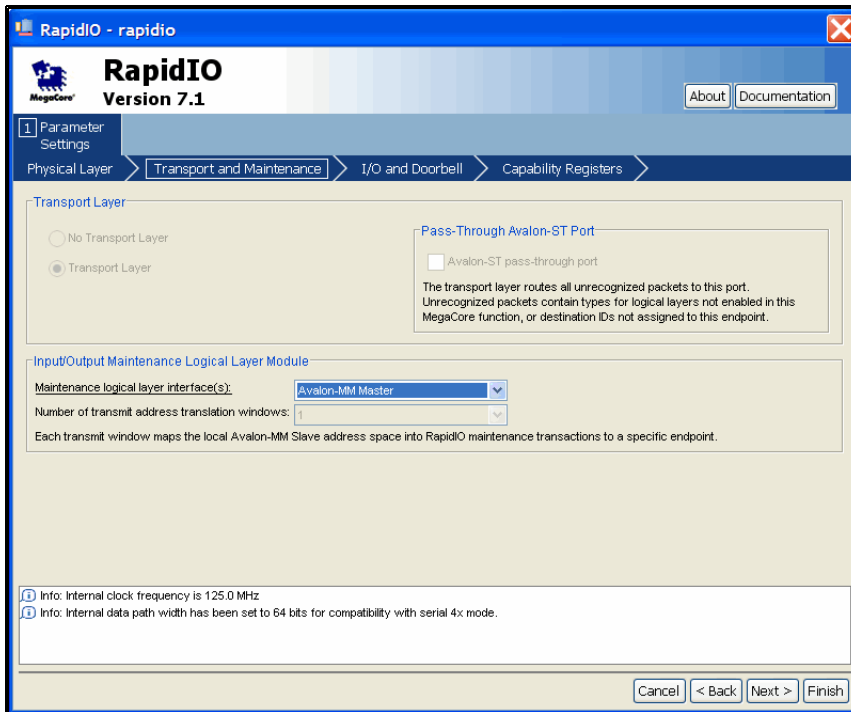 RapidIO - rapidio
MegaCore®
RapidIO
Version 7.1
About
Documentation
1 Parameter
Settings
Physical Layer
Transport and Maintenance
I/O and Doorbell
Capability Registers
Transport Layer
No Transport Layer
Transport Layer
Pass-Through Avalon-ST Port
Avalon-ST pass-through port
The transport layer routes all unrecognized packets to this port.
Unrecognized packets contain types for logical layers not enabled in this
MegaCore function, or destination IDs not assigned to this endpoint.
Input/Output Maintenance Logical Layer Module
Maintenance logical layer interface(s): Avalon-MM Master
Number of transmit address translation windows: 1
Each transmit window maps the local Avalon-MM Slave address space into RapidIO maintenance transactions to a specific endpoint.
Info: Internal clock frequency is 125.0 MHz
Info: Internal data path width has been set to 64 bits for compatibility with serial 4x mode.
Cancel
< Back
Next >
Finish